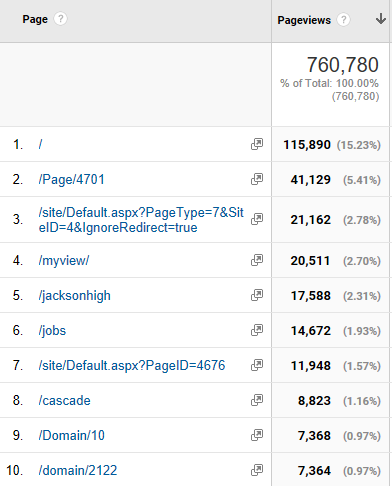 Page ? Pageviews ?
760,780
% of Total: 100.00%
(760,780)
1. / 115,890 (15.23%)
2. /Page/4701 41,129 (5.41%)
3. /site/Default.aspx?PageType=7&Sit
eID=4&IgnoreRedirect=true 21,162 (2.78%)
4. /myview/ 20,511 (2.70%)
5. /jacksonhigh 17,588 (2.31%)
6. /jobs 14,672 (1.93%)
7. /site/Default.aspx?PageID=4676 11,948 (1.57%)
8. /cascade 8,823 (1.16%)
9. /Domain/10 7,368 (0.97%)
10. /domain/2122 7,364 (0.97%)